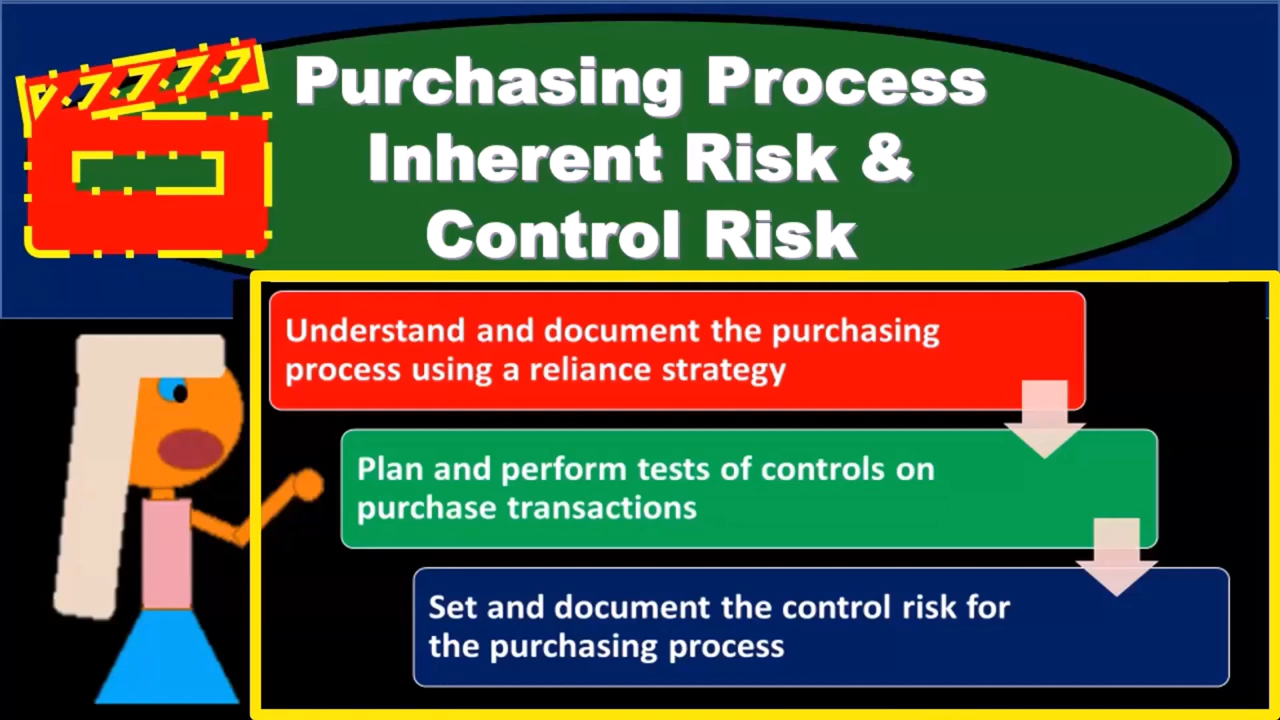 Purchasing Process
Inherent Risk &
Control Risk
Understand and document the purchasing
process using a reliance strategy
Plan and perform tests of controls on
purchase transactions
Set and document the control risk for
the purchasing process